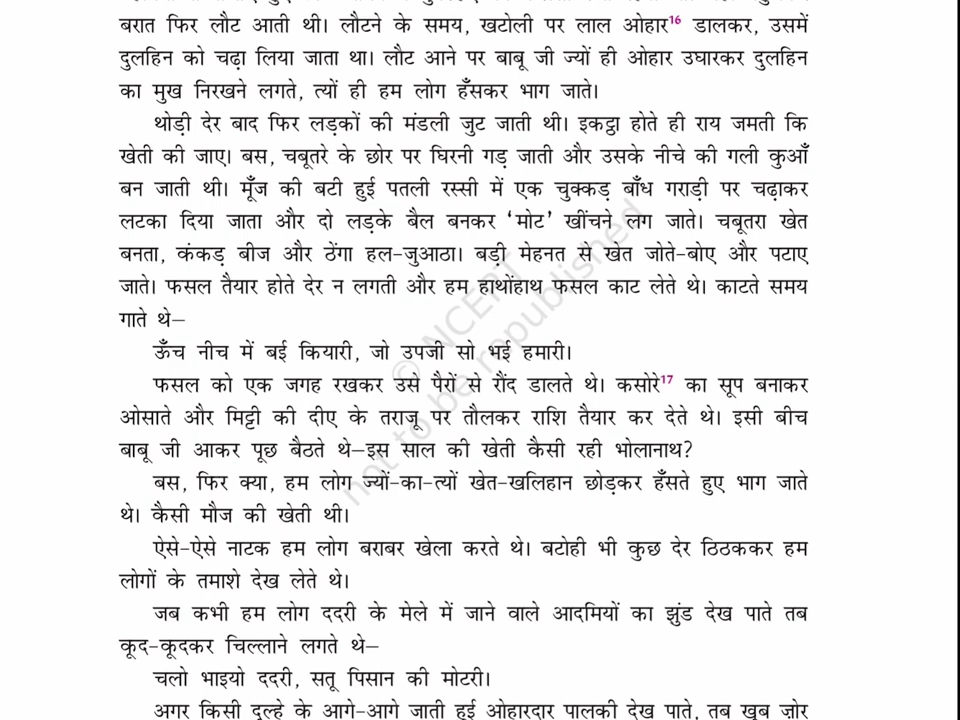 बरात फिर लौट आती थी। लौटने के समय, खटोली पर लाल ओहार16 डालकर, उसमें
दुलहिन को चढ़ा लिया जाता था। लौट आने पर बाबू जी ज्यों ही ओहार उघारकर दुलहिन
का मुख निरखने लगते, त्यों ही हम लोग हँसकर भाग जाते।
थोड़ी देर बाद फिर लड़कों की मंडली जुट जाती थी। इकट्ठा होते ही राय जमती कि
खेती की जाए। बस, चबूतरे के छोर पर घिरनी गड़ जाती और उसके नीचे की गली कुआँ
बन जाती थी। मूँज की बटी हुई पतली रस्सी में एक चुक्कड़ बाँध गराड़ी पर चढ़ाकर
लटका दिया जाता और दो लड़के बैल बनकर ‘मोट’ खींचने लग जाते। चबूतरा खेत
बनता, कंकड़ बीज और ठेंगा हल-जुआठा। बड़ी मेहनत से खेत जोते-बोए और पटाए
जाते। फसल तैयार होते देर न लगती और हम हाथोंहाथ फसल काट लेते थे। काटते समय
गाते थे–
ऊँच नीच में बई कियारी, जो उपजी सो भई हमारी।
फसल को एक जगह रखकर उसे पैरों से रौंद डालते थे। कसोरे17 का सूप बनाकर
ओसाते और मिट्टी की दीए के तराजू पर तौलकर राशि तैयार कर देते थे। इसी बीच
बाबू जी आकर पूछ बैठते थे–इस साल की खेती कैसी रही भोलानाथ?
बस, फिर क्या, हम लोग ज्यों-का-त्यों खेत-खलिहान छोड़कर हँसते हुए भाग जाते
थे। कैसी मौज की खेती थी।
ऐसे-ऐसे नाटक हम लोग बराबर खेला करते थे। बटोही भी कुछ देर ठिठककर हम
लोगों के तमाशे देख लेते थे।
जब कभी हम लोग ददरी के मेले में जाने वाले आदमियों का झुंड देख पाते तब
कूद-कूदकर चिल्लाने लगते थे–
चलो भाइयो ददरी, सतू पिसान की मोटरी।
अगर किसी दूल्हे के आगे-आगे जाती हुई ओहारदार पालकी देख पाते, तब खूब ज़ोर
© NCERT
not to be republished